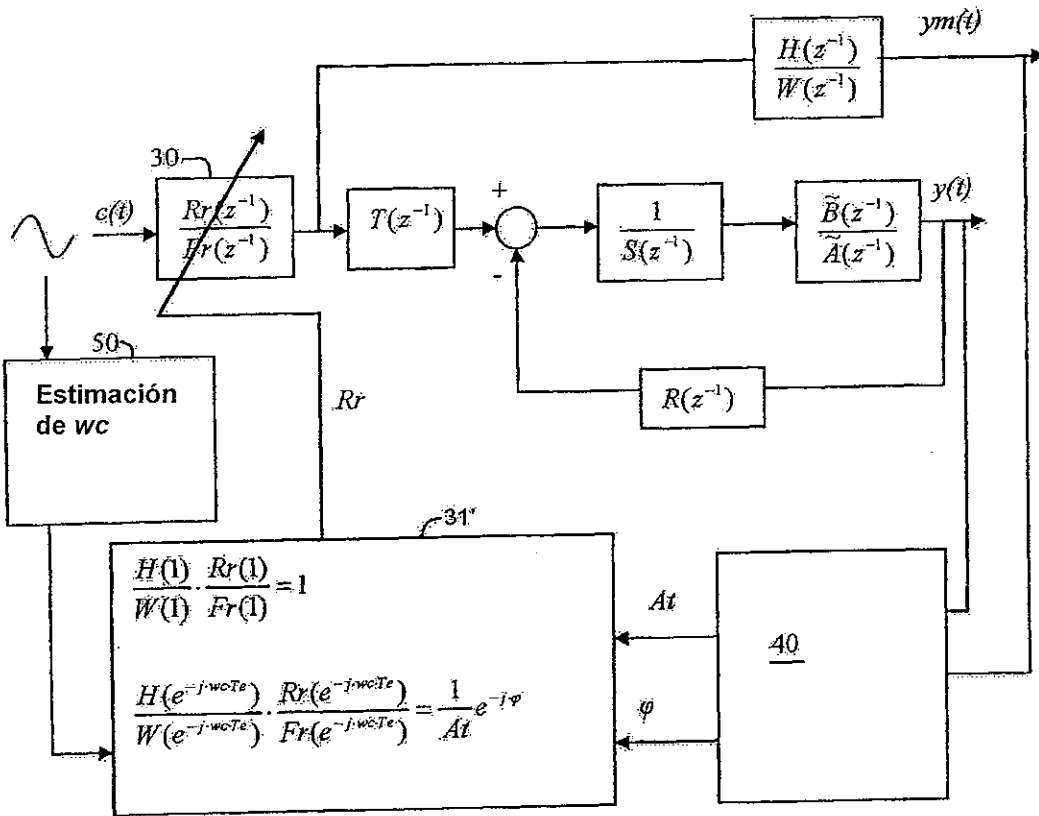 ym(t)
H(z⁻¹)
W(z⁻¹)
30
c(t)
Rr(z⁻¹)
Fr(z⁻¹)
T(z⁻¹)
+
-
1
S(z⁻¹)
B̃(z⁻¹)
Ã(z⁻¹)
y(t)
50
Estimación
de wc
Rr
R(z⁻¹)
31'
H(1)/W(1) · Rr(1)/Fr(1) = 1
H(e^{-j·wc·Te})/W(e^{-j·wc·Te}) · Rr(e^{-j·wc·Te})/Fr(e^{-j·wc·Te}) = 1/At e^{-j·φ}
At
φ
40